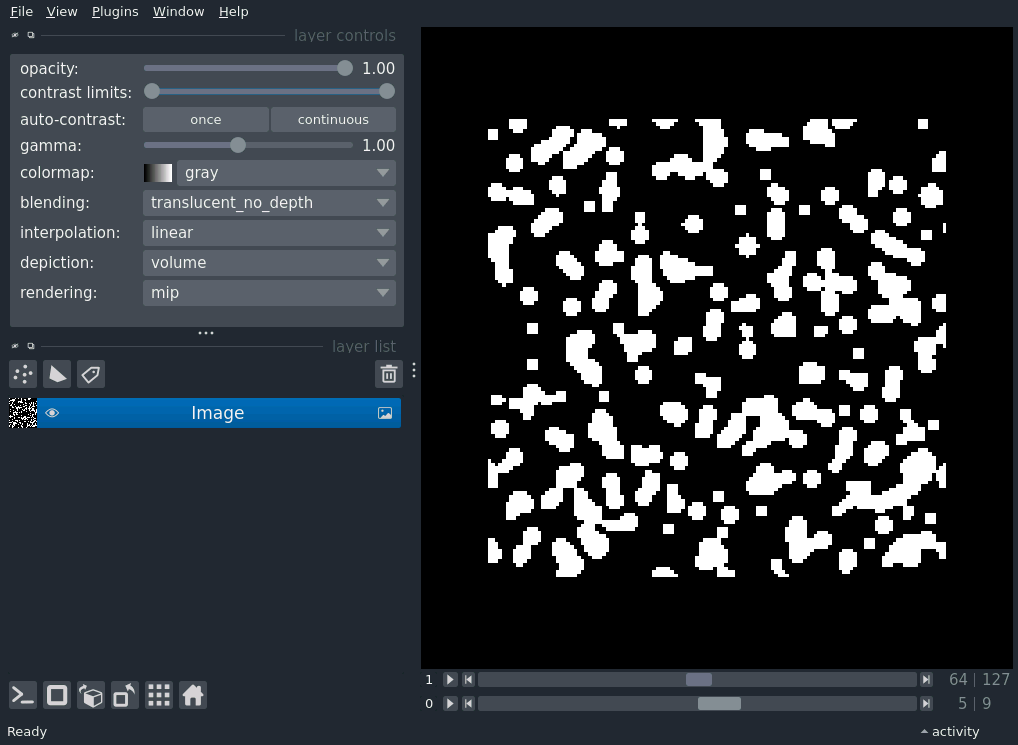 File View Plugins Window Help
layer controls
opacity: 1.00
contrast limits:
auto-contrast: once continuous
gamma: 1.00
colormap: gray
blending: translucent_no_depth
interpolation: linear
depiction: volume
rendering: mip
layer list
Image
1 64 | 127
0 5 | 9
Ready activity